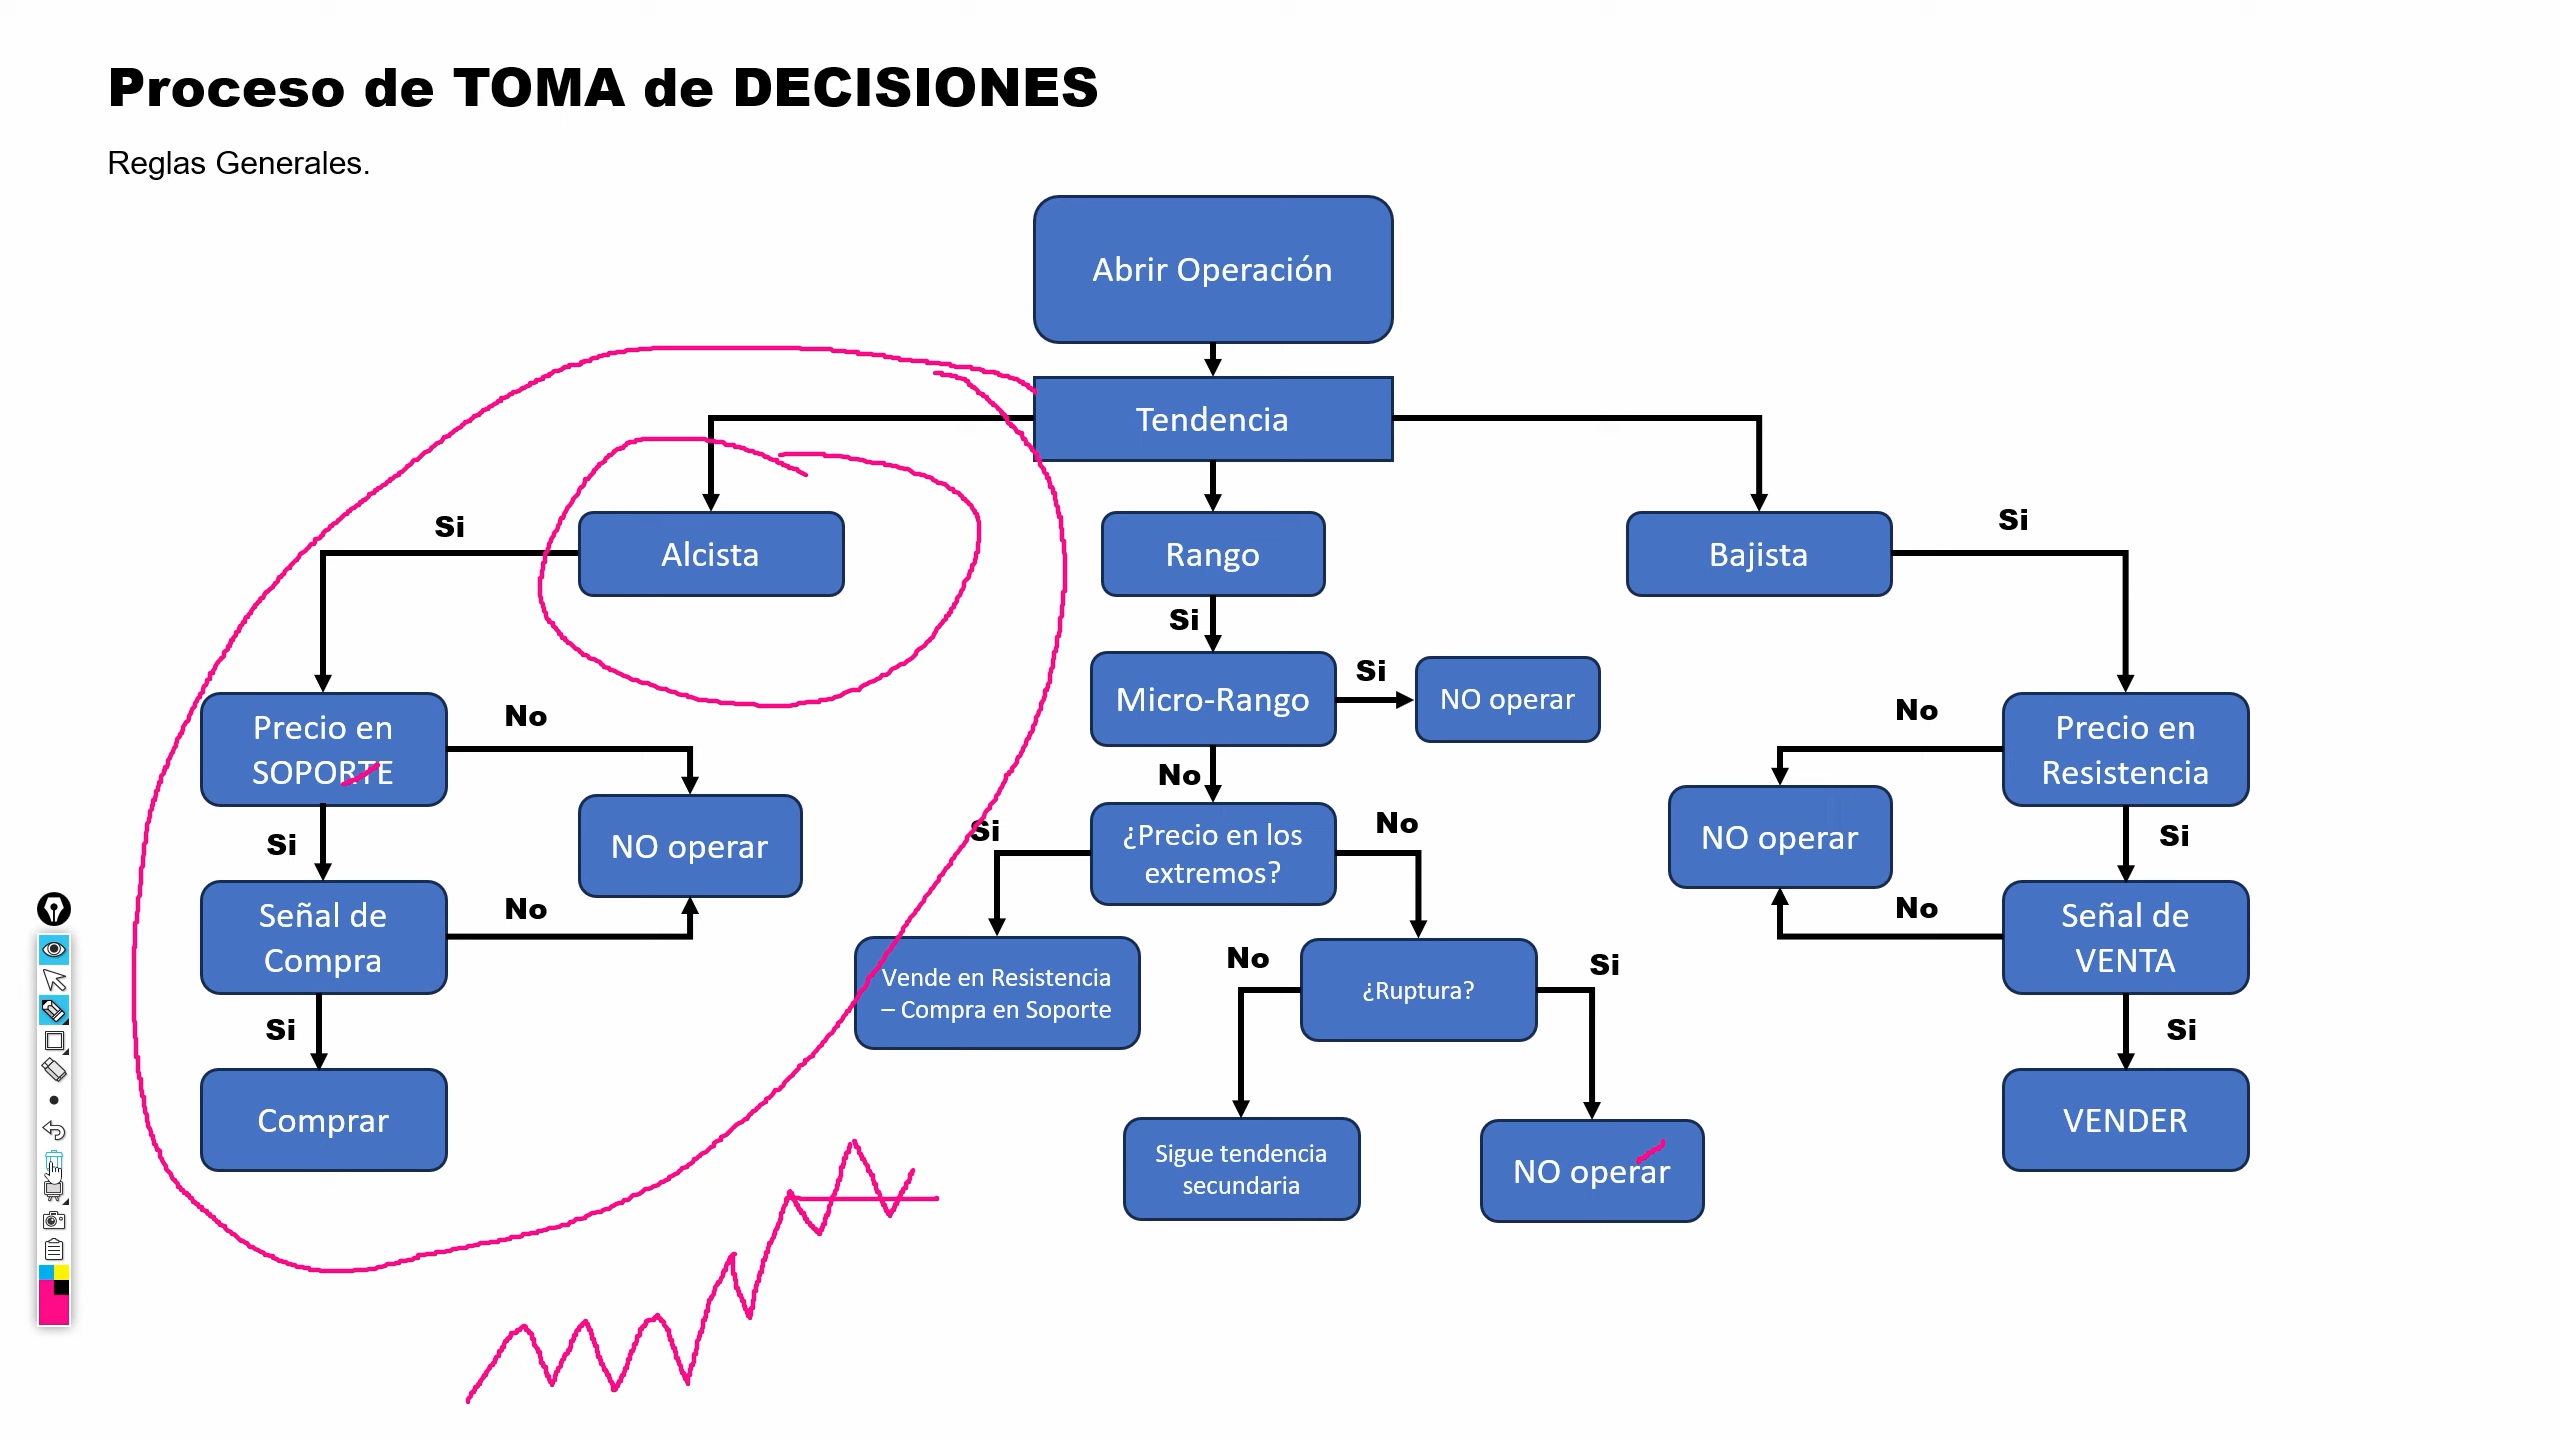 Proceso de TOMA de DECISIONES
Reglas Generales.
Abrir Operación
Tendencia
Alcista
Rango
Bajista
Si
Si
Si
Micro-Rango
Si
NO operar
Precio en
SOPORTE
No
NO operar
Si
Señal de
Compra
No
Si
Comprar
No
¿Precio en los
extremos?
Si
No
Vende en Resistencia
– Compra en Soporte
¿Ruptura?
No
Si
Sigue tendencia
secundaria
NO operar
Precio en
Resistencia
No
NO operar
Si
Señal de
VENTA
No
Si
VENDER